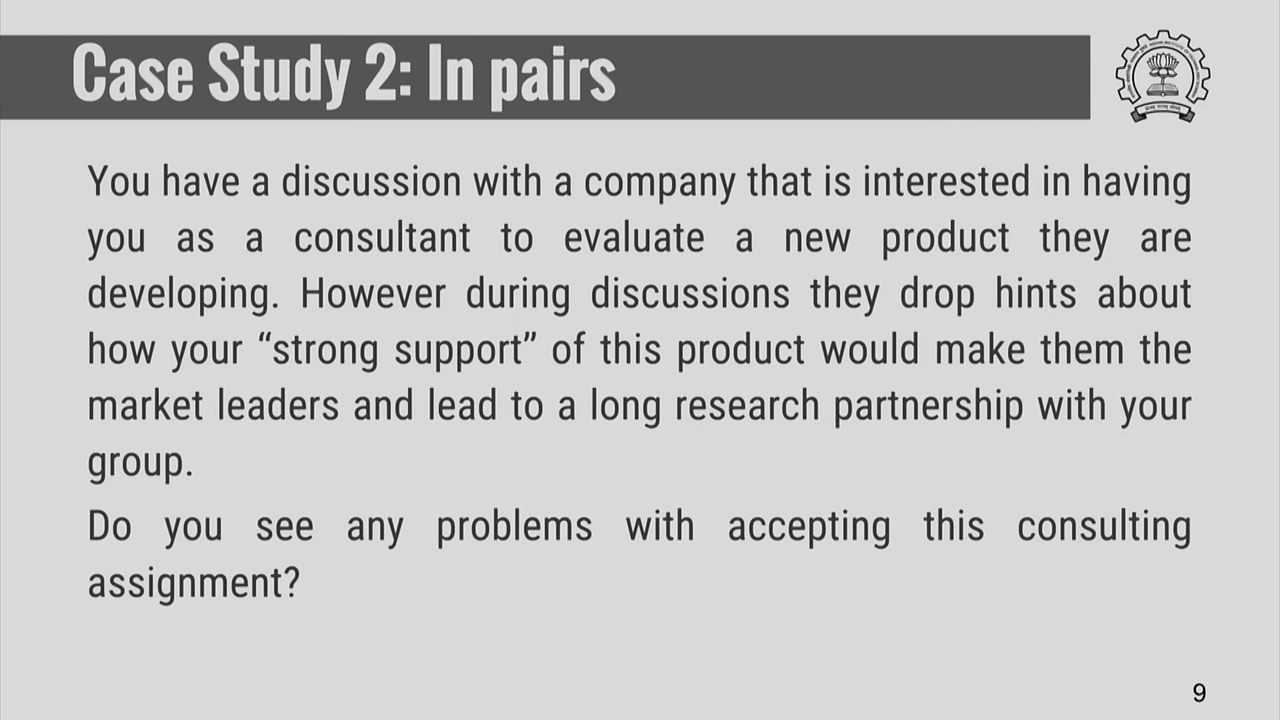 Case Study 2: In pairs
You have a discussion with a company that is interested in having
you as a consultant to evaluate a new product they are
developing. However during discussions they drop hints about
how your “strong support” of this product would make them the
market leaders and lead to a long research partnership with your
group.
Do you see any problems with accepting this consulting
assignment?
9